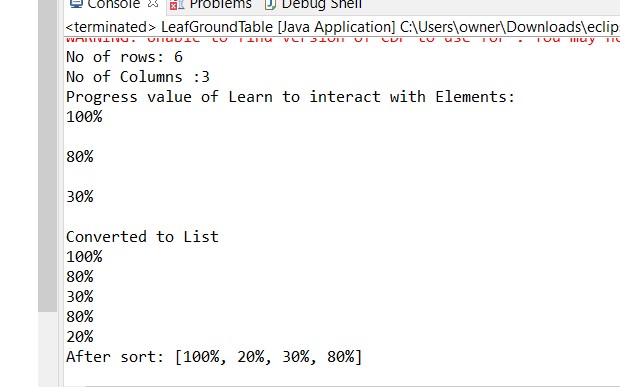 Console Problems Debug Shell
<terminated> LeafGroundTable [Java Application] C:\Users\owner\Downloads\eclip
WARNING: Unable to find version of CDP to use for . You may
No of rows: 6
No of Columns :3
Progress value of Learn to interact with Elements:
100%
80%
30%
Converted to List
100%
80%
30%
80%
20%
After sort: [100%, 20%, 30%, 80%]